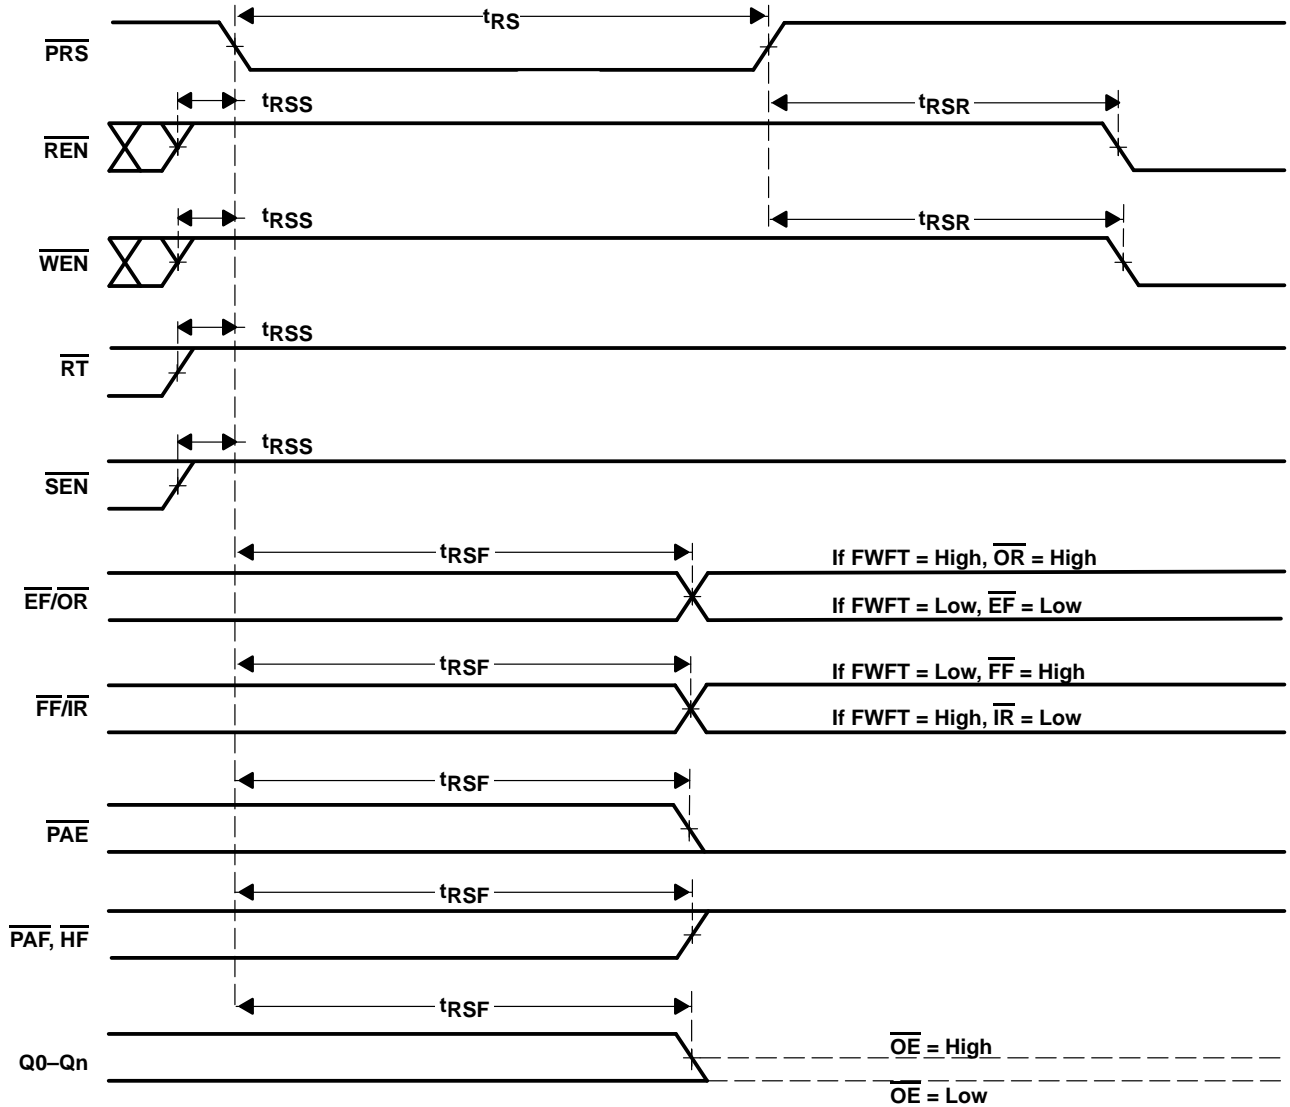 tRS
PRS
tRSS
tRSR
REN
tRSS
tRSR
WEN
tRSS
RT
tRSS
SEN
tRSF
If FWFT = High, OR = High
EF/OR
If FWFT = Low, EF = Low
tRSF
If FWFT = Low, FF = High
FF/IR
If FWFT = High, IR = Low
tRSF
PAE
tRSF
PAF, HF
tRSF
OE = High
Q0–Qn
OE = Low